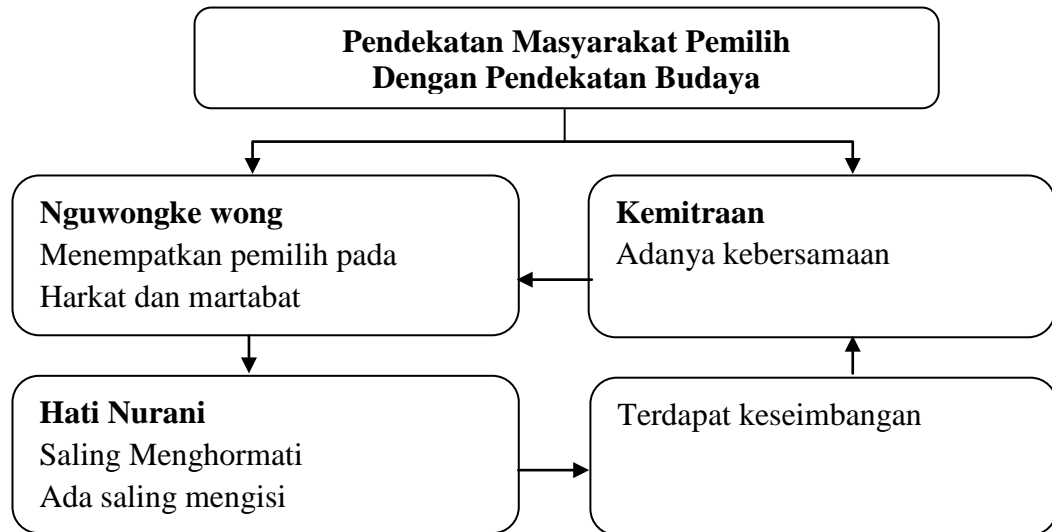 Pendekatan Masyarakat Pemilih
Dengan Pendekatan Budaya
Nguwongke wong
Menempatkan pemilih pada
Harkat dan martabat
Kemitraan
Adanya kebersamaan
Hati Nurani
Saling Menghormati
Ada saling mengisi
Terdapat keseimbangan